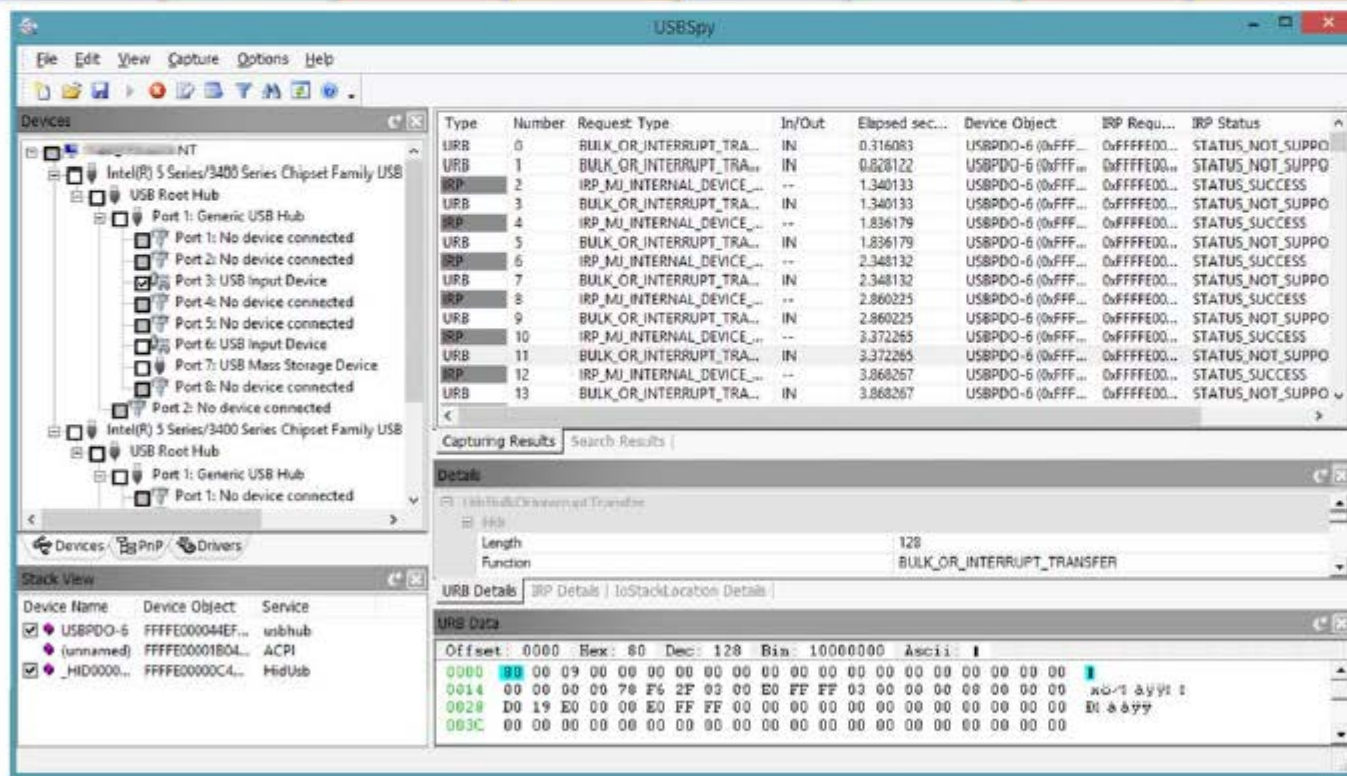 USBSpy
File Edit View Capture Options Help
Devices
NT
Intel(R) 5 Series/3400 Series Chipset Family USB
USB Root Hub
Port 1: Generic USB Hub
Port 1: No device connected
Port 2: No device connected
Port 3: USB Input Device
Port 4: No device connected
Port 5: No device connected
Port 6: USB Input Device
Port 7: USB Mass Storage Device
Port 8: No device connected
Port 2: No device connected
Intel(R) 5 Series/3400 Series Chipset Family USB
USB Root Hub
Port 1: Generic USB Hub
Port 1: No device connected
Devices PnP Drivers
Stack View
Device Name Device Object Service
USBPDO-6 FFFFE000044EF... usbhub
(unnamed) FFFFE00001B04... ACPI
_HID0000... FFFFE00000C4... HidUsb
Type Number Request Type In/Out Elapsed sec... Device Object IRP Requ... IRP Status
URB 0 BULK_OR_INTERRUPT_TRA... IN 0.316083 USBPDO-6 (0xFFF... 0xFFFFE00... STATUS_NOT_SUPPO
URB 1 BULK_OR_INTERRUPT_TRA... IN 0.828122 USBPDO-6 (0xFFF... 0xFFFFE00... STATUS_NOT_SUPPO
IRP 2 IRP_MJ_INTERNAL_DEVICE_... -- 1.340133 USBPDO-6 (0xFFF... 0xFFFFE00... STATUS_SUCCESS
URB 3 BULK_OR_INTERRUPT_TRA... IN 1.340133 USBPDO-6 (0xFFF... 0xFFFFE00... STATUS_NOT_SUPPO
IRP 4 IRP_MJ_INTERNAL_DEVICE_... -- 1.836179 USBPDO-6 (0xFFF... 0xFFFFE00... STATUS_SUCCESS
URB 5 BULK_OR_INTERRUPT_TRA... IN 1.836179 USBPDO-6 (0xFFF... 0xFFFFE00... STATUS_NOT_SUPPO
IRP 6 IRP_MJ_INTERNAL_DEVICE_... -- 2.348132 USBPDO-6 (0xFFF... 0xFFFFE00... STATUS_SUCCESS
URB 7 BULK_OR_INTERRUPT_TRA... IN 2.348132 USBPDO-6 (0xFFF... 0xFFFFE00... STATUS_NOT_SUPPO
IRP 8 IRP_MJ_INTERNAL_DEVICE_... -- 2.860225 USBPDO-6 (0xFFF... 0xFFFFE00... STATUS_SUCCESS
URB 9 BULK_OR_INTERRUPT_TRA... IN 2.860225 USBPDO-6 (0xFFF... 0xFFFFE00... STATUS_NOT_SUPPO
IRP 10 IRP_MJ_INTERNAL_DEVICE_... -- 3.372265 USBPDO-6 (0xFFF... 0xFFFFE00... STATUS_SUCCESS
URB 11 BULK_OR_INTERRUPT_TRA... IN 3.372265 USBPDO-6 (0xFFF... 0xFFFFE00... STATUS_NOT_SUPPO
IRP 12 IRP_MJ_INTERNAL_DEVICE_... -- 3.868267 USBPDO-6 (0xFFF... 0xFFFFE00... STATUS_SUCCESS
URB 13 BULK_OR_INTERRUPT_TRA... IN 3.868267 USBPDO-6 (0xFFF... 0xFFFFE00... STATUS_NOT_SUPPO
Capturing Results Search Results
Details
UrbBulkOrInterruptTransfer
Hdr
Length 128
Function BULK_OR_INTERRUPT_TRANSFER
URB Details IRP Details IoStackLocation Details
URB Data
Offset: 0000 Hex: 80 Dec: 128 Bin: 10000000 Ascii:
0000 80 00 09 00 00 00 00 00 00 00 00 00 00 00 00 00 00 00 00 00
0014 00 00 00 00 78 F6 2F 03 00 E0 FF FF 03 00 00 00 00 00 00 00
0028 D0 19 E0 00 00 E0 FF FF 00 00 00 00 00 00 00 00 00 00 00 00
003C 00 00 00 00 00 00 00 00 00 00 00 00 00 00 00 00 00 00 00 00